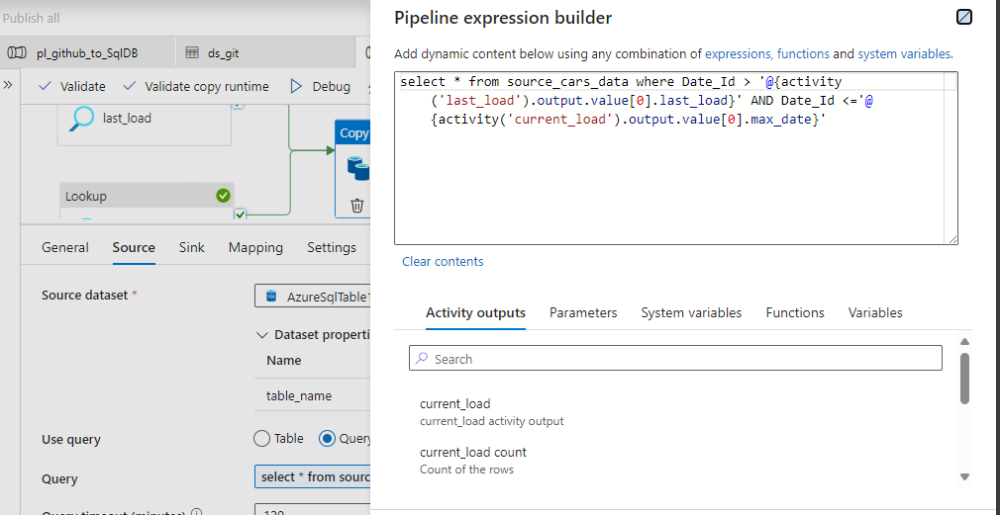 Publish all
pl_github_to_SqlDB
ds_git
Validate
Validate copy runtime
Debug
last_load
Copy
Lookup
General
Source
Sink
Mapping
Settings
Source dataset *
AzureSqlTable1
Dataset properti
Name
table_name
Use query
Table
Query
Query
select * from sourc
Query timeout (minutes)
120
Pipeline expression builder
Add dynamic content below using any combination of expressions, functions and system variables.
select * from source_cars_data where Date_Id > '@{activity
('last_load').output.value[0].last_load}' AND Date_Id <='@
{activity('current_load').output.value[0].max_date}'
Clear contents
Activity outputs
Parameters
System variables
Functions
Variables
Search
current_load
current_load activity output
current_load count
Count of the rows